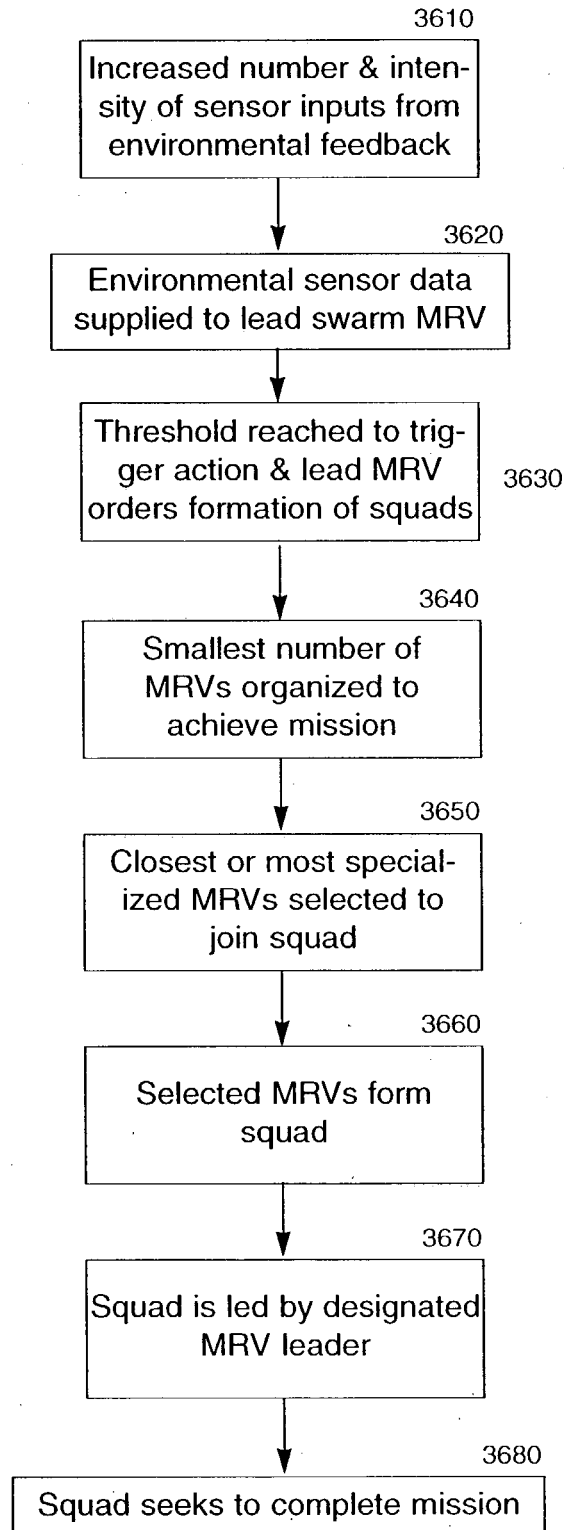 3610
Increased number & inten-
sity of sensor inputs from
environmental feedback
3620
Environmental sensor data
supplied to lead swarm MRV
Threshold reached to trig-
ger action & lead MRV
orders formation of squads
3630
3640
Smallest number of
MRVs organized to
achieve mission
3650
Closest or most special-
ized MRVs selected to
join squad
3660
Selected MRVs form
squad
3670
Squad is led by designated
MRV leader
3680
Squad seeks to complete mission